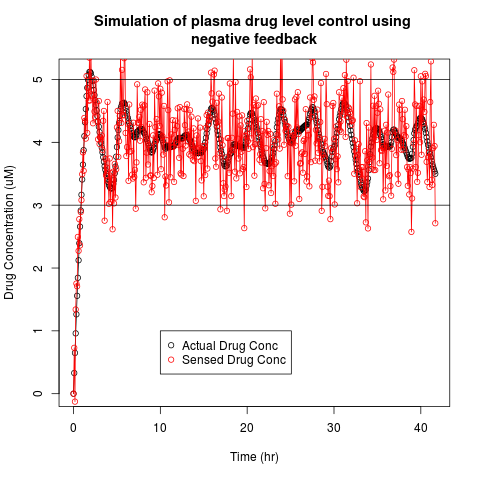 Simulation of plasma drug level control using
negative feedback
Drug Concentration (uM)
5
4
3
2
1
0
Actual Drug Conc
Sensed Drug Conc
0 10 20 30 40
Time (hr)